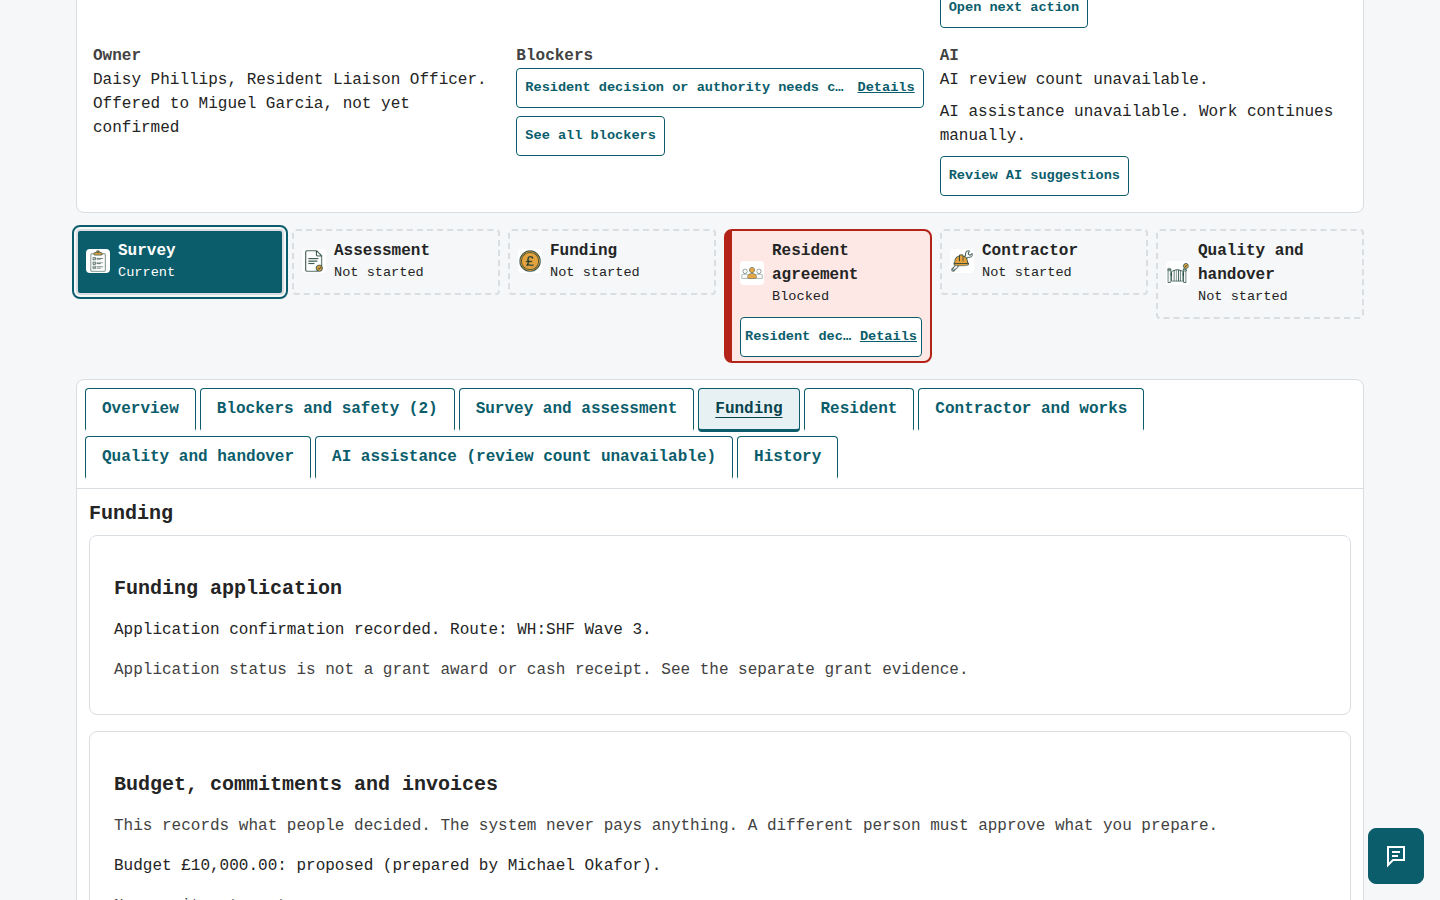 Open next action
Owner
Daisy Phillips, Resident Liaison Officer.
Offered to Miguel Garcia, not yet
confirmed
Blockers
Resident decision or authority needs c… Details
See all blockers
AI
AI review count unavailable.
AI assistance unavailable. Work continues
manually.
Review AI suggestions
Survey
Current
Assessment
Not started
Funding
Not started
Resident
agreement
Blocked
Resident dec… Details
Contractor
Not started
Quality and
handover
Not started
Overview
Blockers and safety (2)
Survey and assessment
Funding
Resident
Contractor and works
Quality and handover
AI assistance (review count unavailable)
History
Funding
Funding application
Application confirmation recorded. Route: WH:SHF Wave 3.
Application status is not a grant award or cash receipt. See the separate grant evidence.
Budget, commitments and invoices
This records what people decided. The system never pays anything. A different person must approve what you prepare.
Budget £10,000.00: proposed (prepared by Michael Okafor).